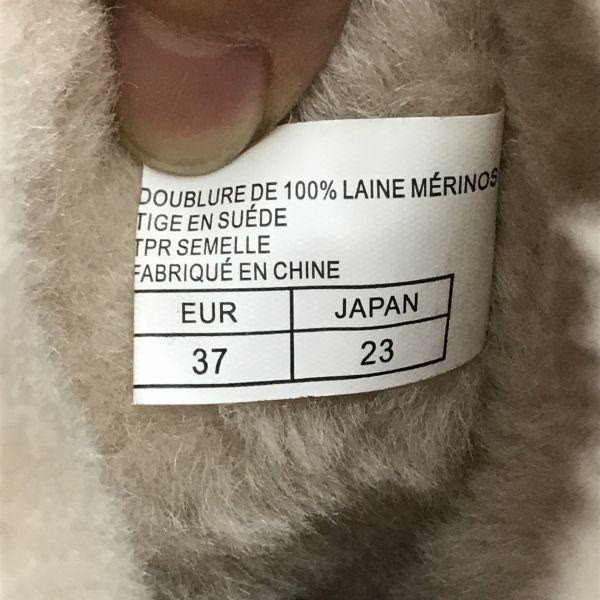 DOUBLURE DE 100% LAINE MÉRINOS
TIGE EN SUÉDE
TPR SEMELLE
FABRIQUÉ EN CHINE
EUR JAPAN
37 23